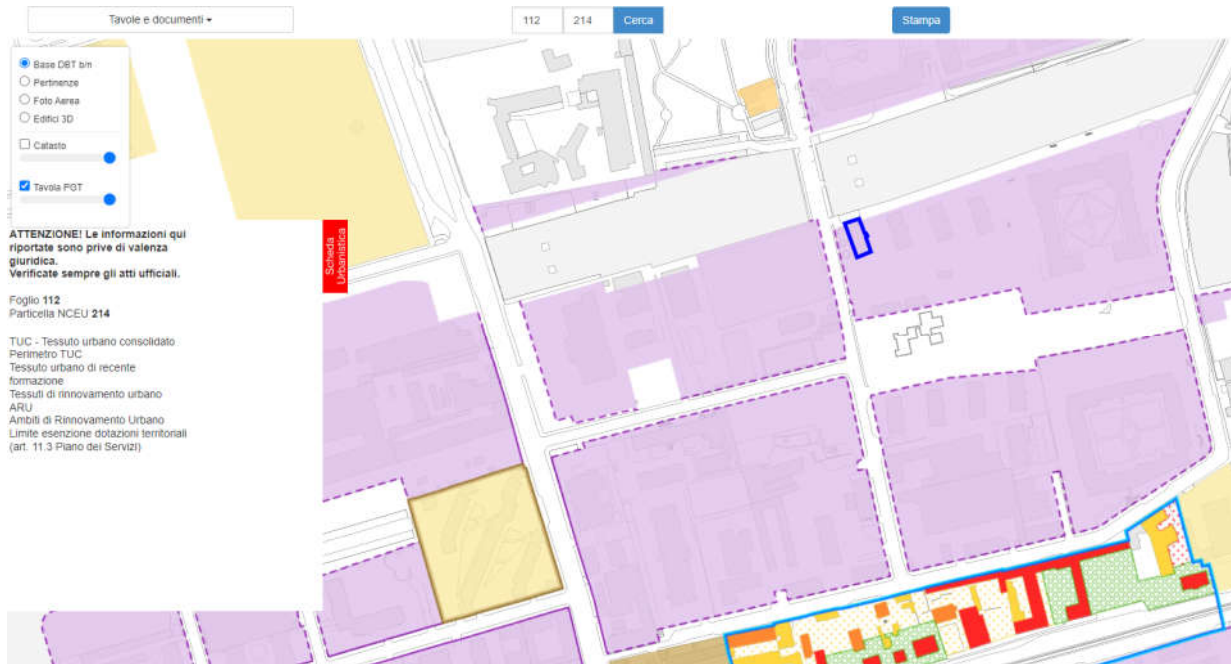 Tavole e documenti
112
214
Cerca
Stampa
Base DBT b/n
Pertinenze
Foto Aerea
Edifici 3D
Catasto
Tavola PGT
ATTENZIONE! Le informazioni qui
riportate sono prive di valenza
giuridica.
Verificate sempre gli atti ufficiali.
Scheda
Urbanistica
Foglio 112
Particella NCEU 214
TUC - Tessuto urbano consolidato
Perimetro TUC
Tessuto urbano di recente
formazione
Tessuti di rinnovamento urbano
ARU
Ambiti di Rinnovamento Urbano
Limite esenzione dotazioni territoriali
(art. 11.3 Piano dei Servizi)